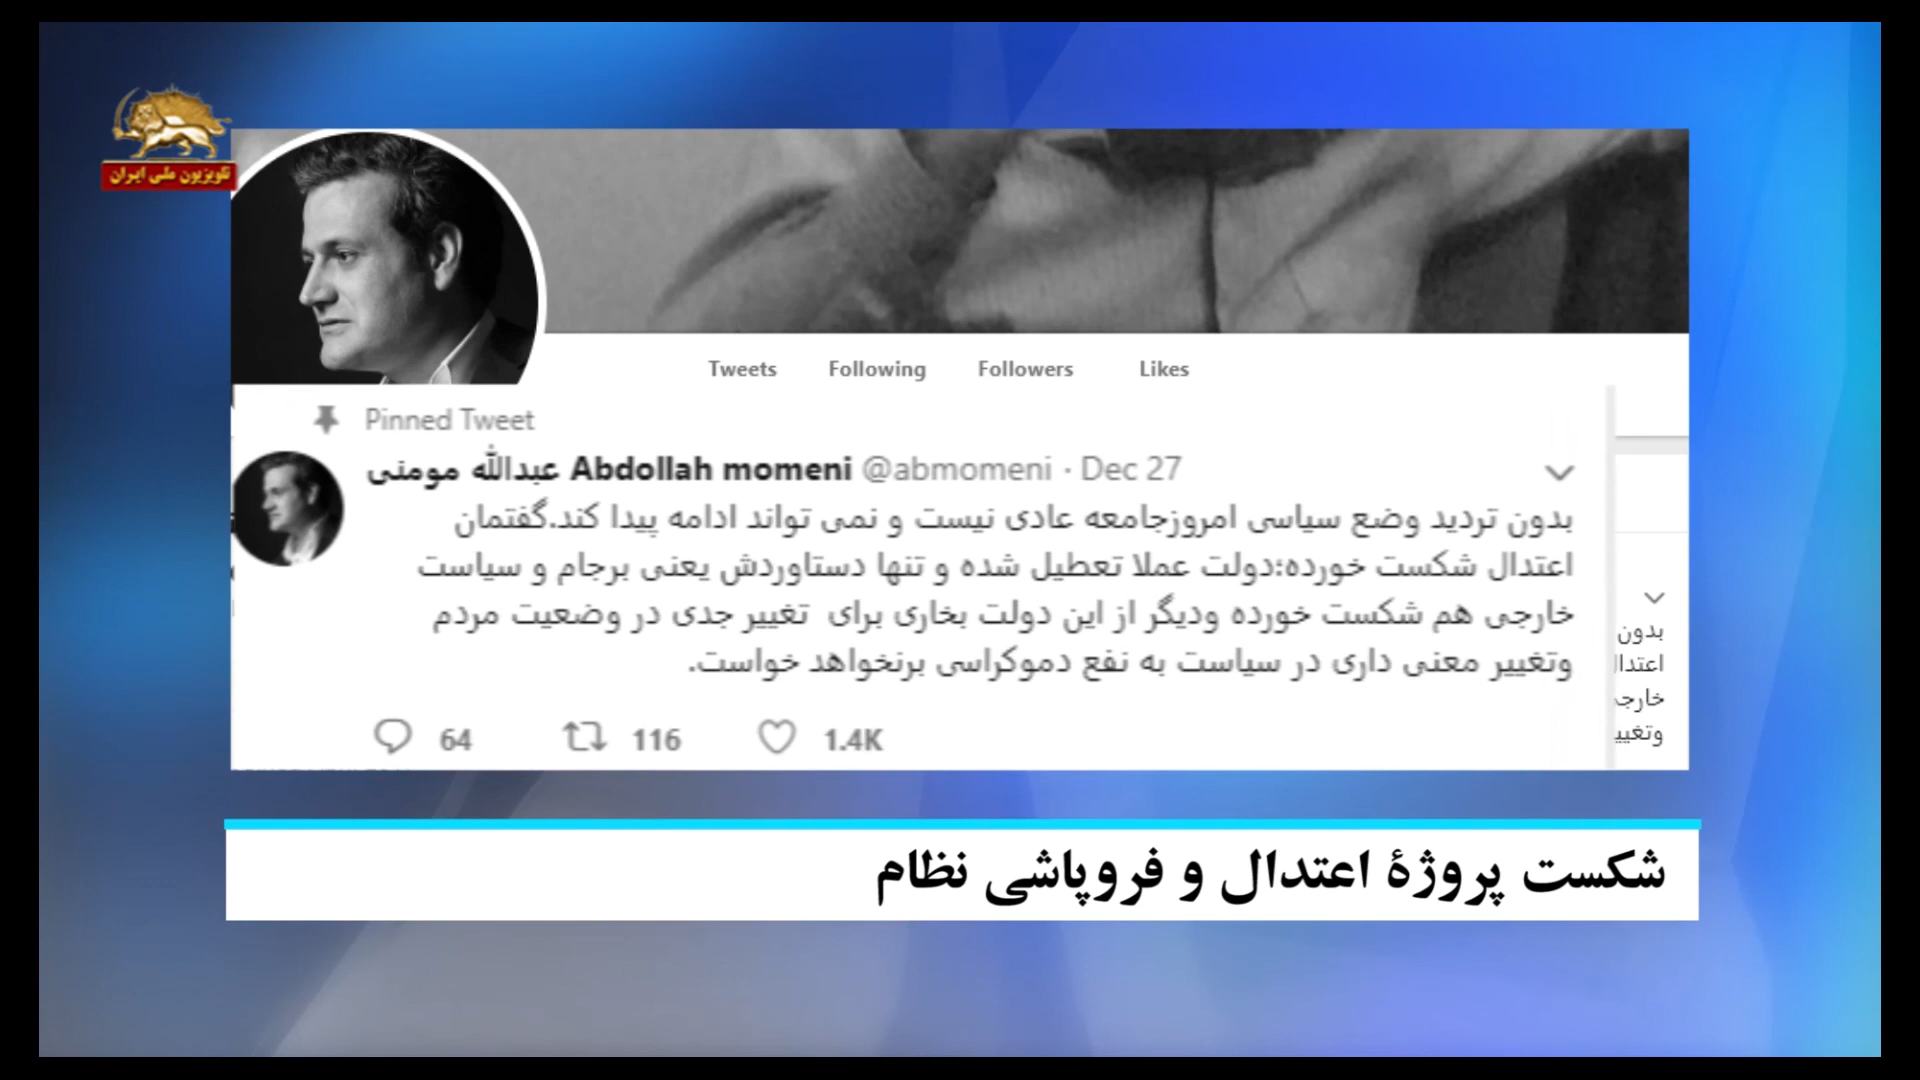 تلویزیون ملی ایران
Tweets Following Followers Likes
Pinned Tweet
عبدالله مومنی Abdollah momeni @abmomeni · Dec 27
بدون تردید وضع سیاسی امروزجامعه عادی نیست و نمی تواند ادامه پیدا کند.گفتمان
اعتدال شکست خورده؛دولت عملا تعطیل شده و تنها دستاوردش یعنی برجام و سیاست
خارجی هم شکست خورده ودیگر از این دولت بخاری برای تغییر جدی در وضعیت مردم
وتغییر معنی داری در سیاست به نفع دموکراسی برنخواهد خواست.
64 116 1.4K
بدون
اعتدا
خارج
وتغیی
شکست پروژهٔ اعتدال و فروپاشی نظام